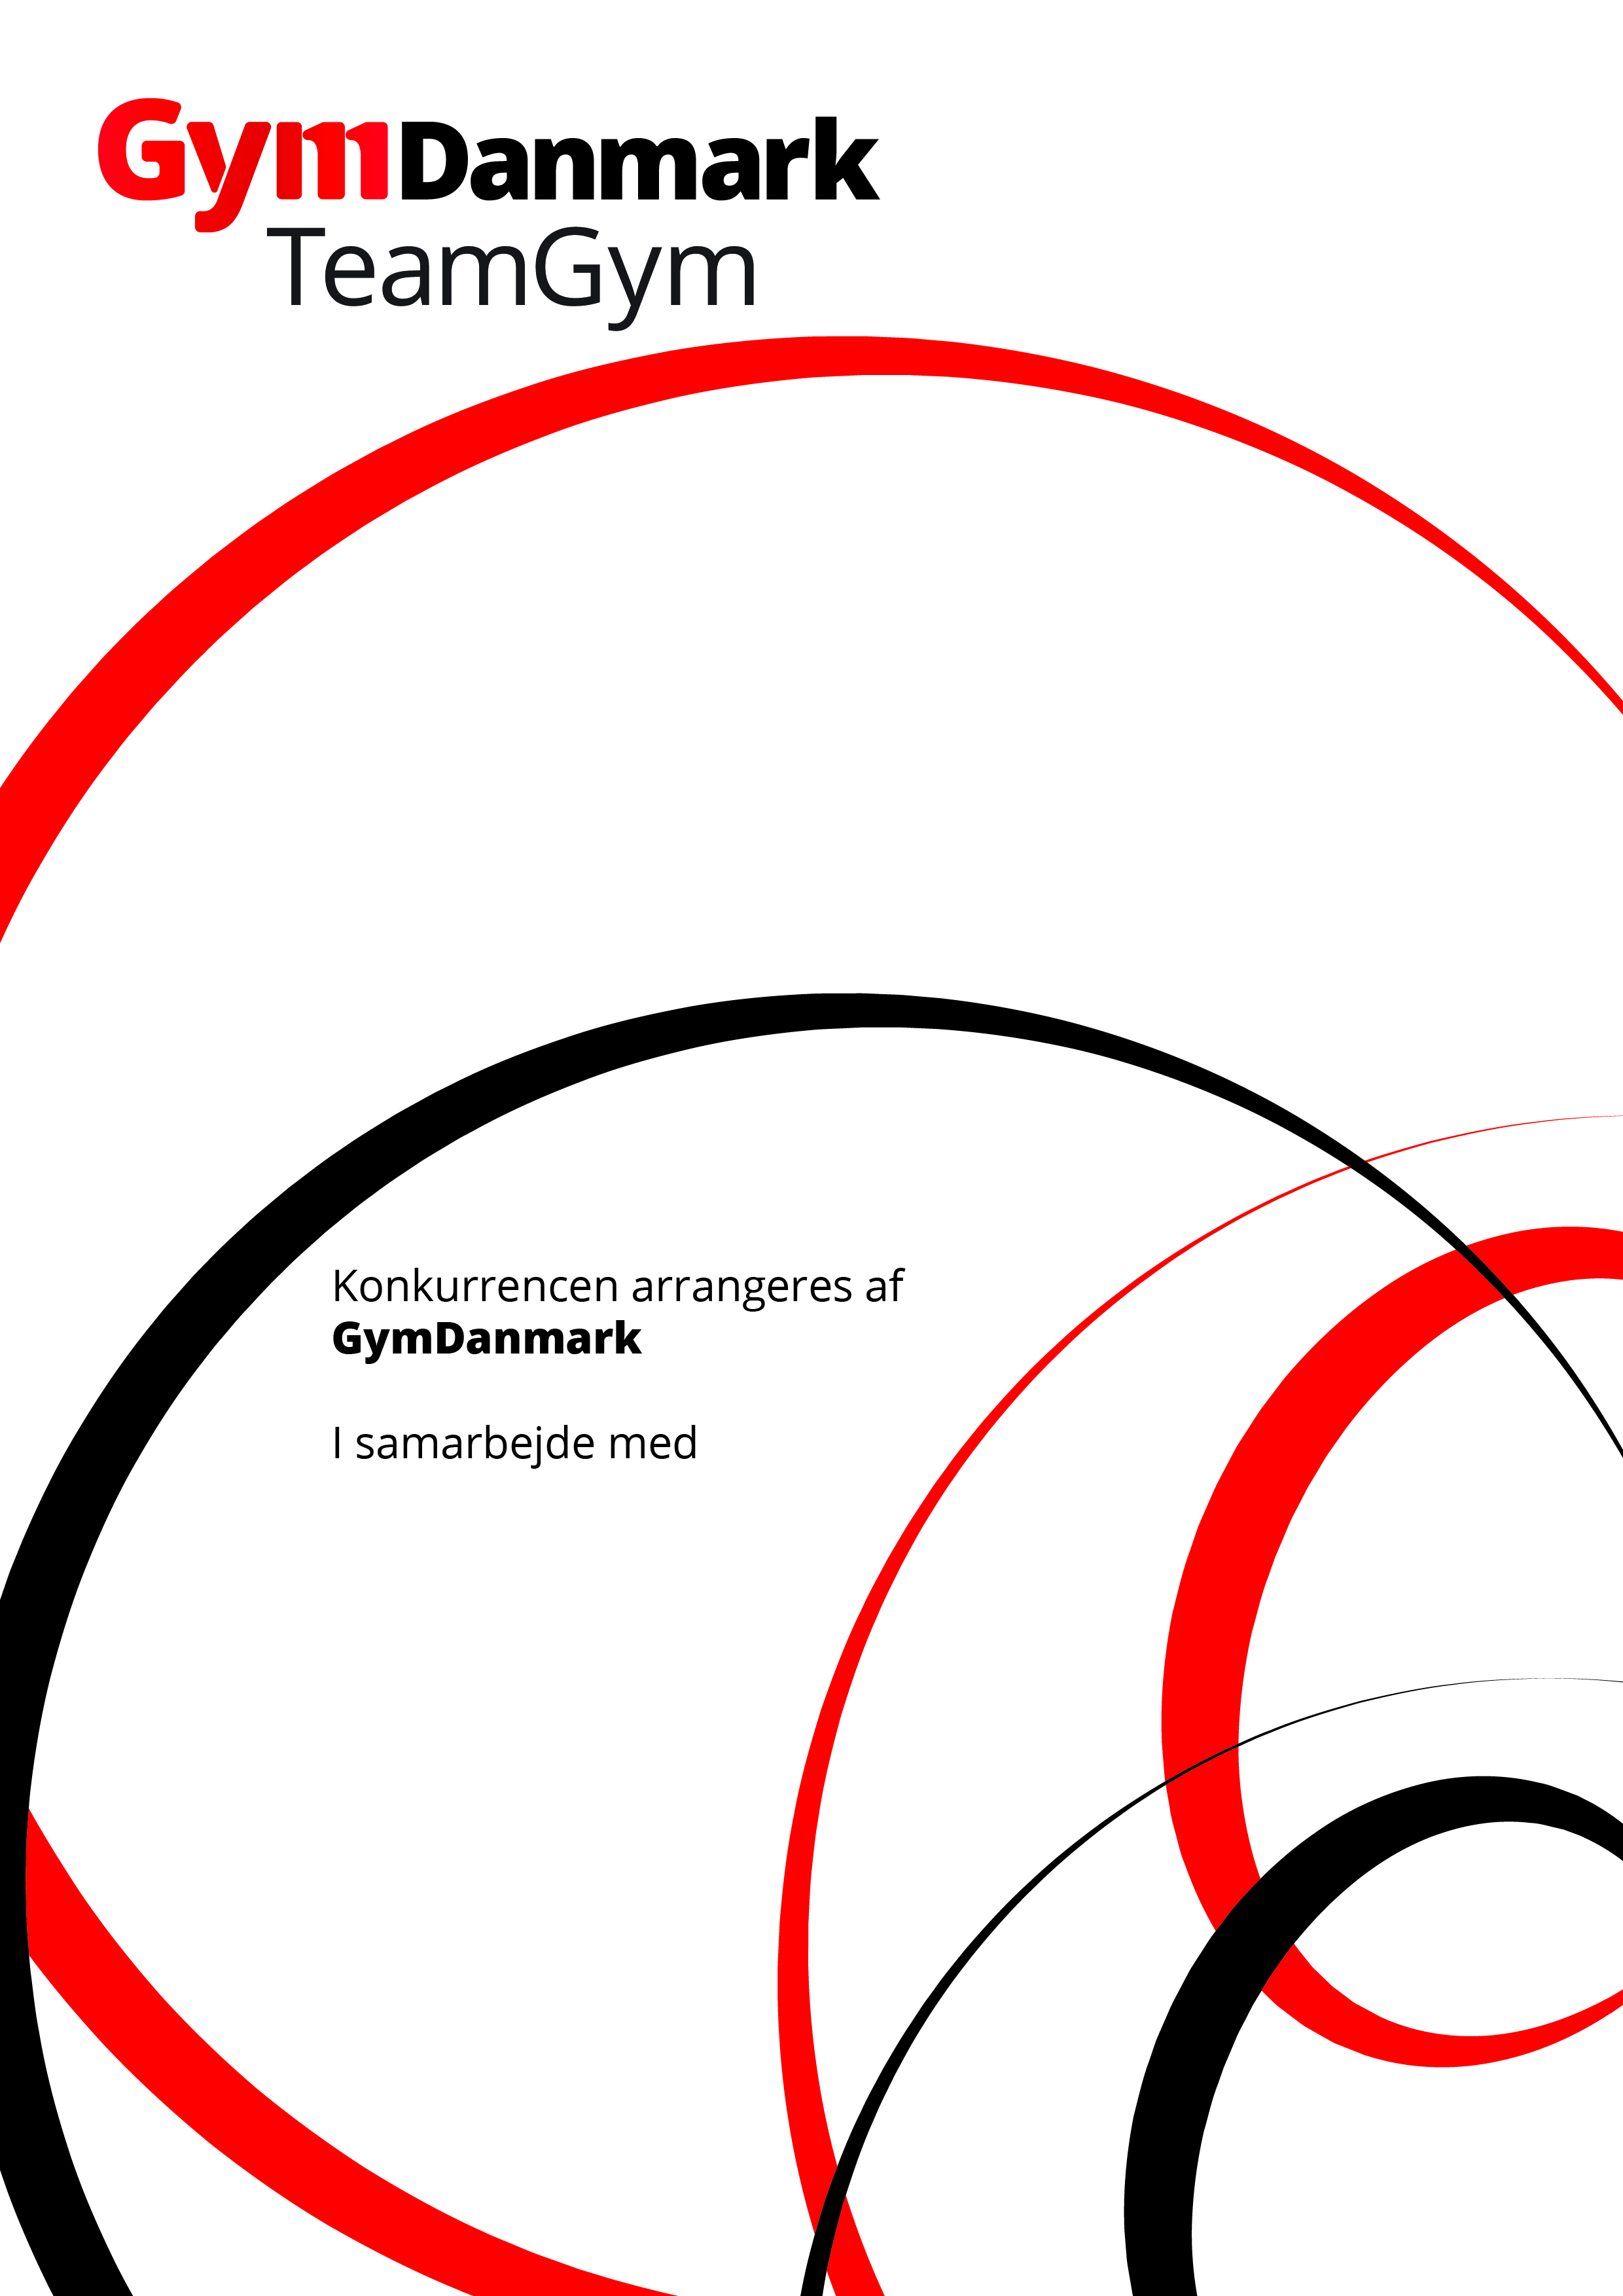 GymDanmark
TeamGym
Konkurrencen arrangeres af
GymDanmark
I samarbejde med